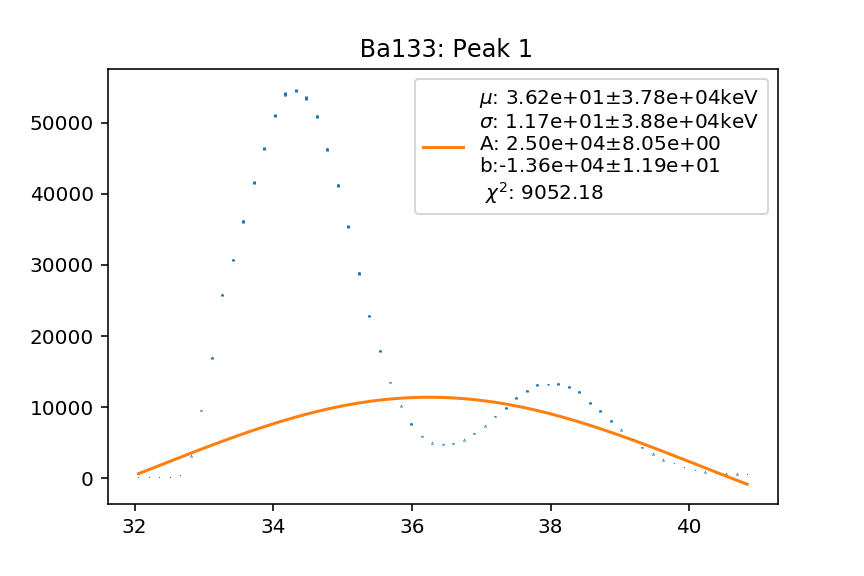 Ba133: Peak 1
μ: 3.62e+01±3.78e+04keV
σ: 1.17e+01±3.88e+04keV
A: 2.50e+04±8.05e+00
b:-1.36e+04±1.19e+01
χ²: 9052.18
50000
40000
30000
20000
10000
0
32 34 36 38 40